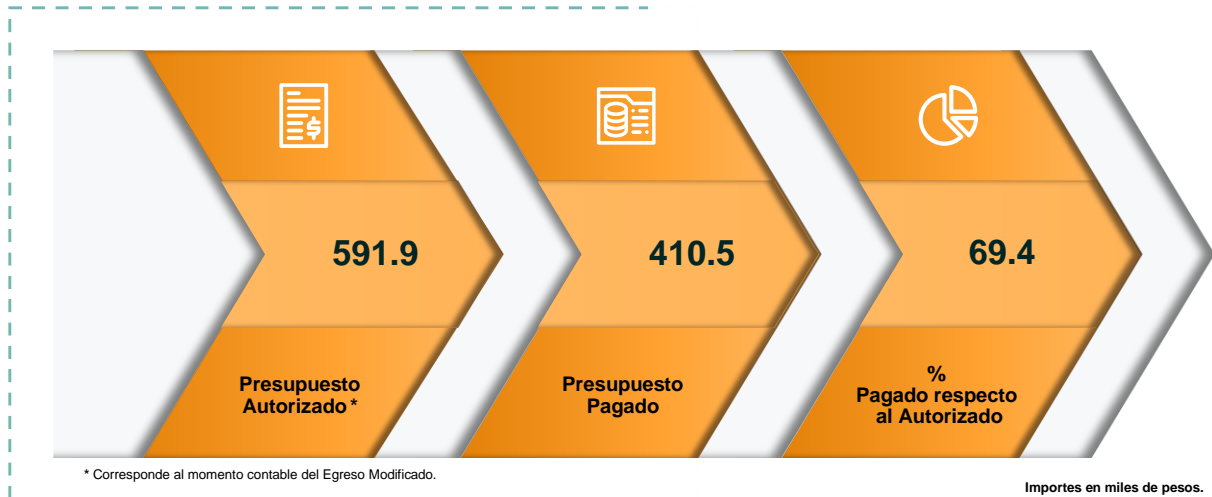 591.9
410.5
69.4
Presupuesto
Autorizado *
Presupuesto
Pagado
%
Pagado respecto
al Autorizado
* Corresponde al momento contable del Egreso Modificado.
Importes en miles de pesos.